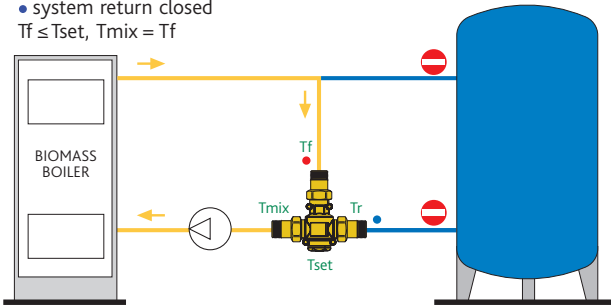 • system return closed
Tf ≤ Tset, Tmix = Tf
BIOMASS
BOILER
Tf
Tmix
Tr
Tset